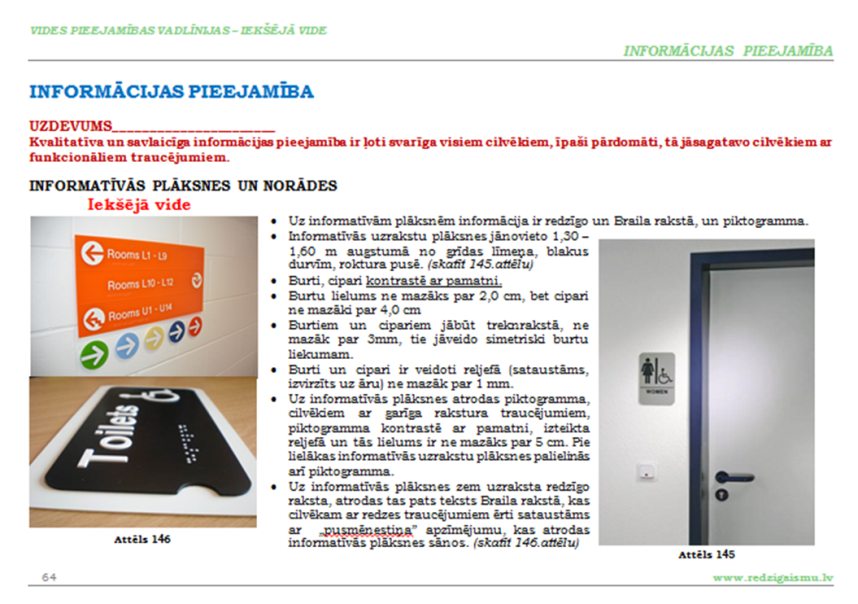 VIDES PIEEJAMĪBAS VADLĪNIJAS – IEKŠĒJĀ VIDE
INFORMĀCIJAS PIEEJAMĪBA
INFORMĀCIJAS PIEEJAMĪBA
UZDEVUMS________________________
Kvalitatīva un savlaicīga informācijas pieejamība ir ļoti svarīga visiem cilvēkiem, īpaši pārdomāti, tā jāsagatavo cilvēkiem ar
funkcionāliem traucējumiem.
INFORMATĪVĀS PLĀKSNES UN NORĀDES
Iekšējā vide
Rooms L1 - L9
Rooms L10 - L12
Rooms U1 - U14
Toilets
Attēls 146
• Uz informatīvām plāksnēm informācija ir redzīgo un Braila rakstā, un piktogramma.
• Informatīvās uzrakstu plāksnes jānovieto 1,30 –
1,60 m augstumā no grīdas līmeņa, blakus
durvīm, roktura pusē. (skatīt 145.attēlu)
• Burti, cipari kontrastē ar pamatni.
• Burtu lielums ne mazāks par 2,0 cm, bet cipari
ne mazāki par 4,0 cm
• Burtiem un cipariem jābūt treknrakstā, ne
mazāk par 3mm, tie jāveido simetriski burtu
liekumam.
• Burti un cipari ir veidoti reljefā (sataustāms,
izvirzīts uz āru) ne mazāk par 1 mm.
• Uz informatīvās plāksnes atrodas piktogramma,
cilvēkiem ar garīga rakstura traucējumiem,
piktogramma kontrastē ar pamatni, izteikta
reljefā un tās lielums ir ne mazāks par 5 cm. Pie
lielākas informatīvās uzrakstu plāksnes palielinās
arī piktogramma.
• Uz informatīvās plāksnes zem uzraksta redzīgo
raksta, atrodas tas pats teksts Braila rakstā, kas
cilvēkam ar redzes traucējumiem ērti sataustāms
ar „pusmēnestiņa” apzīmējumu, kas atrodas
informatīvās plāksnes sānos. (skatīt 146.attēlu)
WOMEN
Attēls 145
64
www.redzigaismu.lv